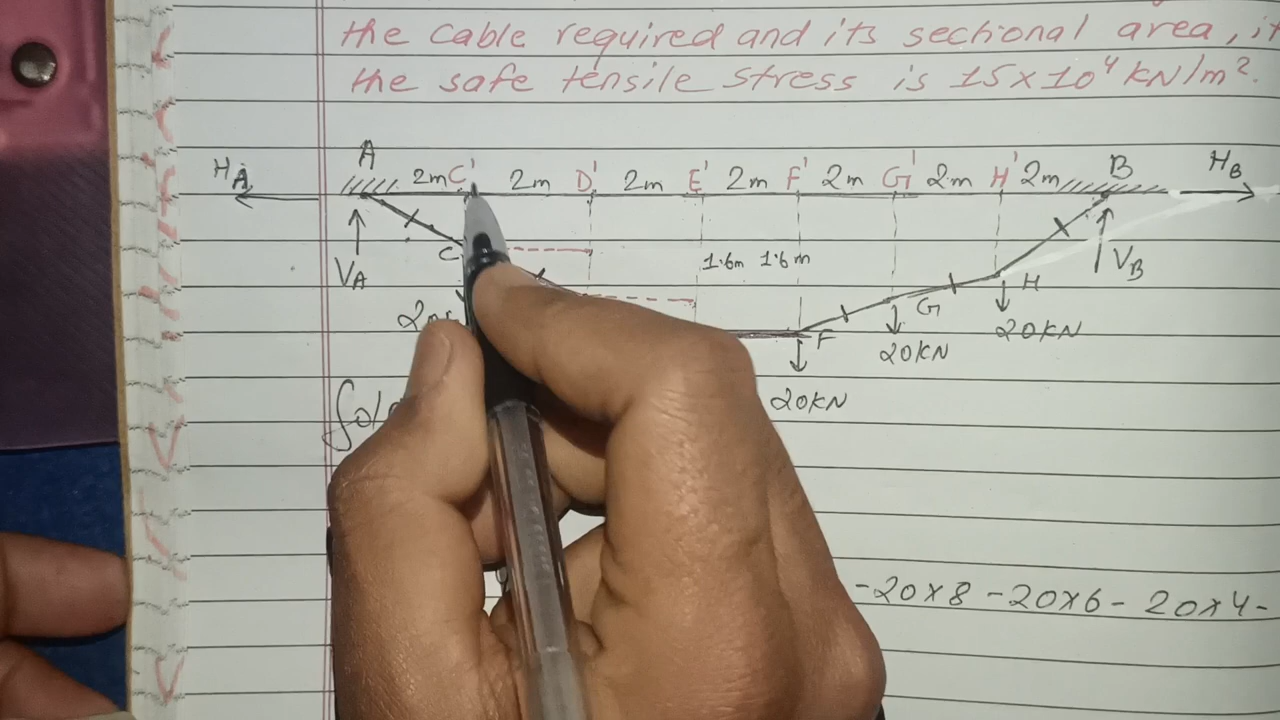 the cable required and its sectional area, if
the safe tensile stress is 15×10⁴ kN/m².
HA A 2m C' 2m D' 2m E' 2m F' 2m G' 2m H' 2m B HB
VA C 1.6m 1.6m H VB
F G 20KN
20KN
20KN
-20×8 -20×6- 20×4-